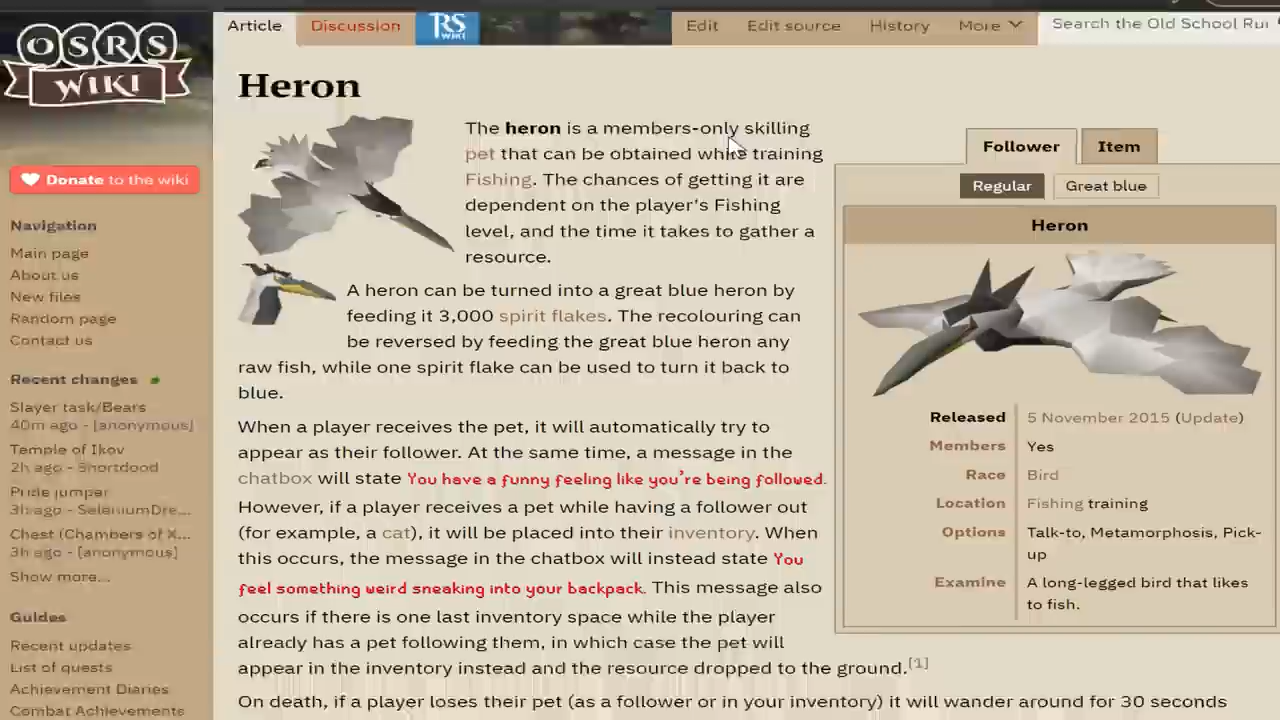 OSRS
WIKI
Article
Discussion
RS
WIKI
Edit
Edit source
History
More
Search the Old School Rui
Donate to the wiki
Navigation
Main page
About us
New files
Random page
Contact us
Recent changes
Slayer task/Bears
40m ago - [anonymous]
Temple of Ikov
2h ago - Shortdood
Pride jumper
3h ago - SeleniumDre...
Chest (Chambers of X...
3h ago - [anonymous]
Show more...
Guides
Recent updates
List of quests
Achievement Diaries
Combat Achievements
Heron
The heron is a members-only skilling
pet that can be obtained while training
Fishing. The chances of getting it are
dependent on the player's Fishing
level, and the time it takes to gather a
resource.
A heron can be turned into a great blue heron by
feeding it 3,000 spirit flakes. The recolouring can
be reversed by feeding the great blue heron any
raw fish, while one spirit flake can be used to turn it back to
blue.
When a player receives the pet, it will automatically try to
appear as their follower. At the same time, a message in the
chatbox will state You have a funny feeling like you're being followed.
However, if a player receives a pet while having a follower out
(for example, a cat), it will be placed into their inventory. When
this occurs, the message in the chatbox will instead state You
feel something weird sneaking into your backpack. This message also
occurs if there is one last inventory space while the player
already has a pet following them, in which case the pet will
appear in the inventory instead and the resource dropped to the ground.[1]
On death, if a player loses their pet (as a follower or in your inventory) it will wander around for 30 seconds
Follower
Item
Regular
Great blue
Heron
Released 5 November 2015 (Update)
Members Yes
Race Bird
Location Fishing training
Options Talk-to, Metamorphosis, Pick-
up
Examine A long-legged bird that likes
to fish.